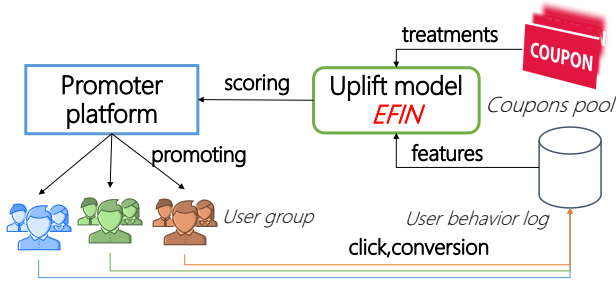 treatments
COUPON
Promoter
platform
scoring
Uplift model
EFIN
Coupons pool
promoting
features
User group
User behavior log
click,conversion